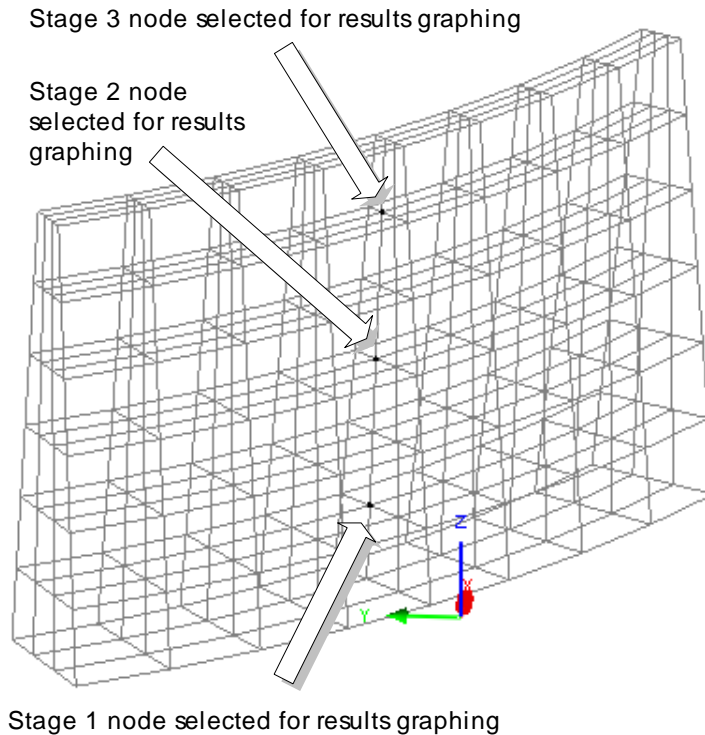 Stage 3 node selected for results graphing
Stage 2 node
selected for results
graphing
Z
X
Y
Stage 1 node selected for results graphing